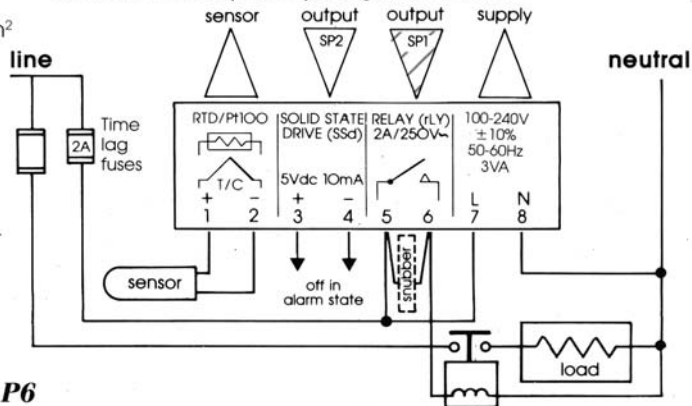 sensor output output supply
m²
SP2 SP1
line neutral
RTD/Pt100 SOLID STATE RELAY (rLY) 100-240V
DRIVE (SSd) 2A/250V~ ±10%
50-60Hz
3VA
Time
lag
fuses
2A
T/C 5Vdc 10mA
+ - + - L N
1 2 3 4 5 6 7 8
sensor
off in
alarm state
snubber
load
P6